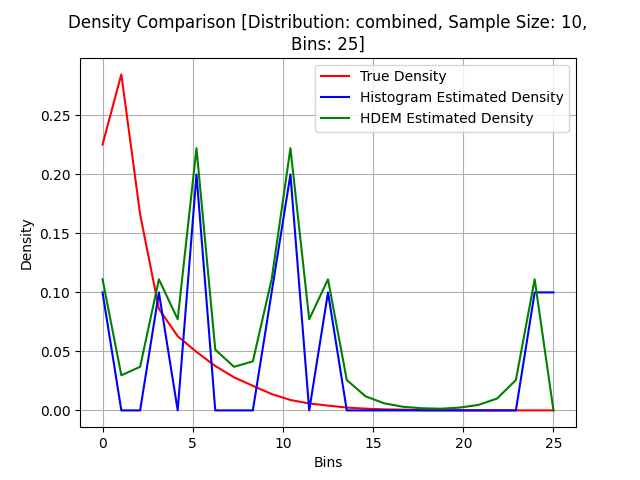 Density Comparison [Distribution: combined, Sample Size: 10,
Bins: 25]
True Density
Histogram Estimated Density
HDEM Estimated Density
Density
0.25
0.20
0.15
0.10
0.05
0.00
0 5 10 15 20 25
Bins